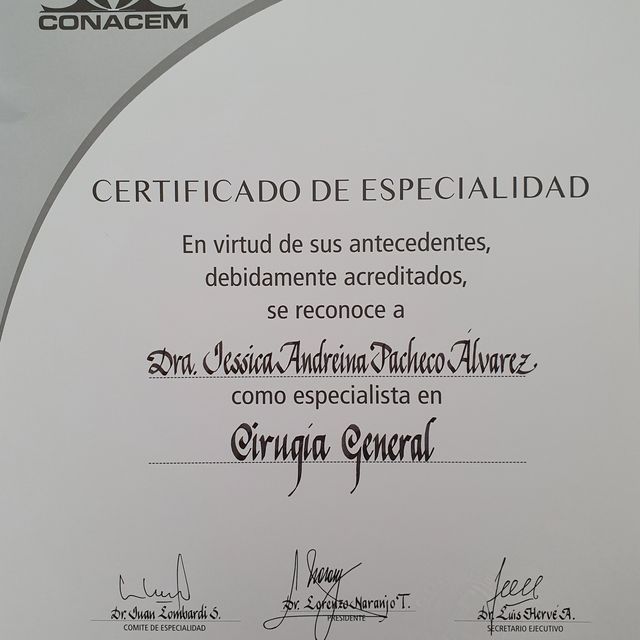 CONACEM
CERTIFICADO DE ESPECIALIDAD
En virtud de sus antecedentes,
debidamente acreditados,
se reconoce a
Dra. Jessica Andreina Pacheco Álvarez
como especialista en
Cirugía General
Dr. Juan Lombardi S.
COMITE DE ESPECIALIDAD
Dr. Lorenzo Naranjo T.
PRESIDENTE
Dr. Luis Hervé A.
SECRETARIO EJECUTIVO